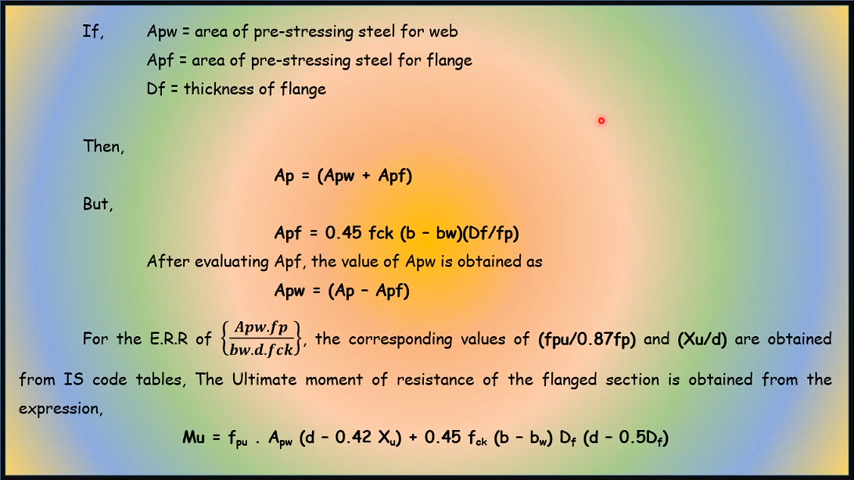 If, Apw = area of pre-stressing steel for web
Apf = area of pre-stressing steel for flange
Df = thickness of flange
Then,
Ap = (Apw + Apf)
But,
Apf = 0.45 fck (b – bw)(Df/fp)
After evaluating Apf, the value of Apw is obtained as
Apw = (Ap – Apf)
For the E.R.R of {Apw.fp / bw.d.fck}, the corresponding values of (fpu/0.87fp) and (Xu/d) are obtained
from IS code tables, The Ultimate moment of resistance of the flanged section is obtained from the
expression,
Mu = fpu . Apw (d – 0.42 Xu) + 0.45 fck (b – bw) Df (d – 0.5Df)